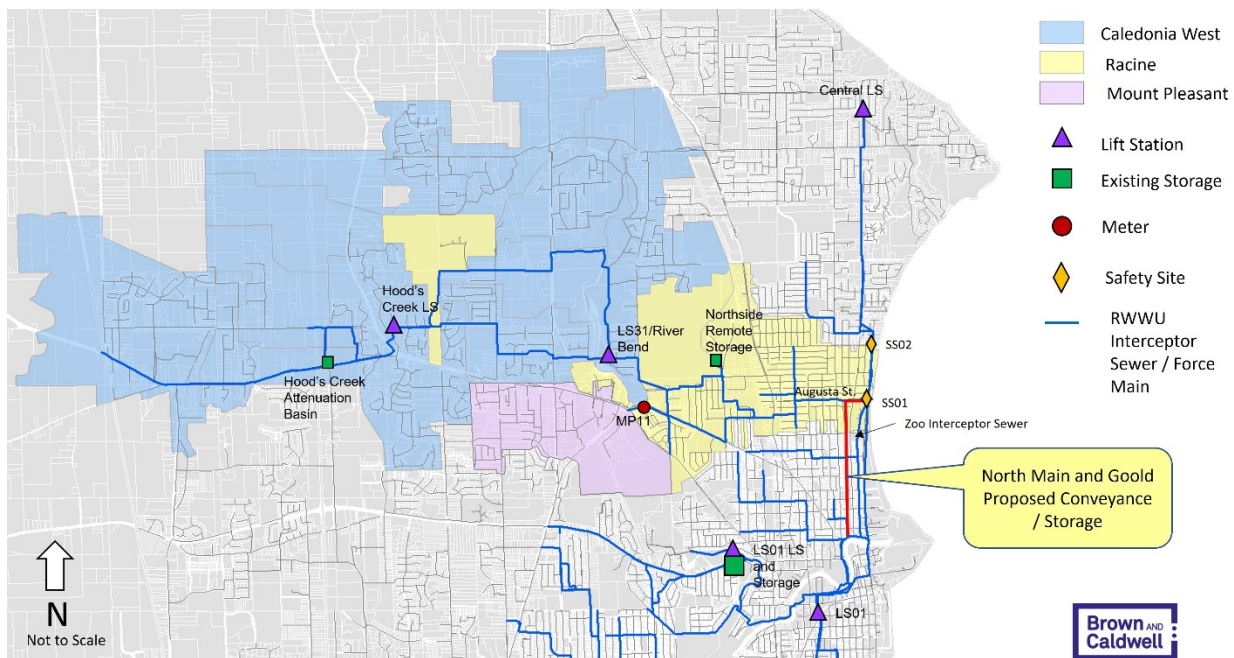 Caledonia West
Racine
Mount Pleasant
Lift Station
Existing Storage
Meter
Safety Site
RWWU
Interceptor
Sewer / Force
Main
Central LS
Hood's
Creek LS
LS31/River
Bend
Northside
Remote
Storage
SS02
Hood's Creek
Attenuation
Basin
Augusta St.
SS01
MP11
Zoo Interceptor Sewer
North Main and Goold
Proposed Conveyance
/ Storage
LS01 LS
and
Storage
LS01
N
Not to Scale
Brown AND
Caldwell